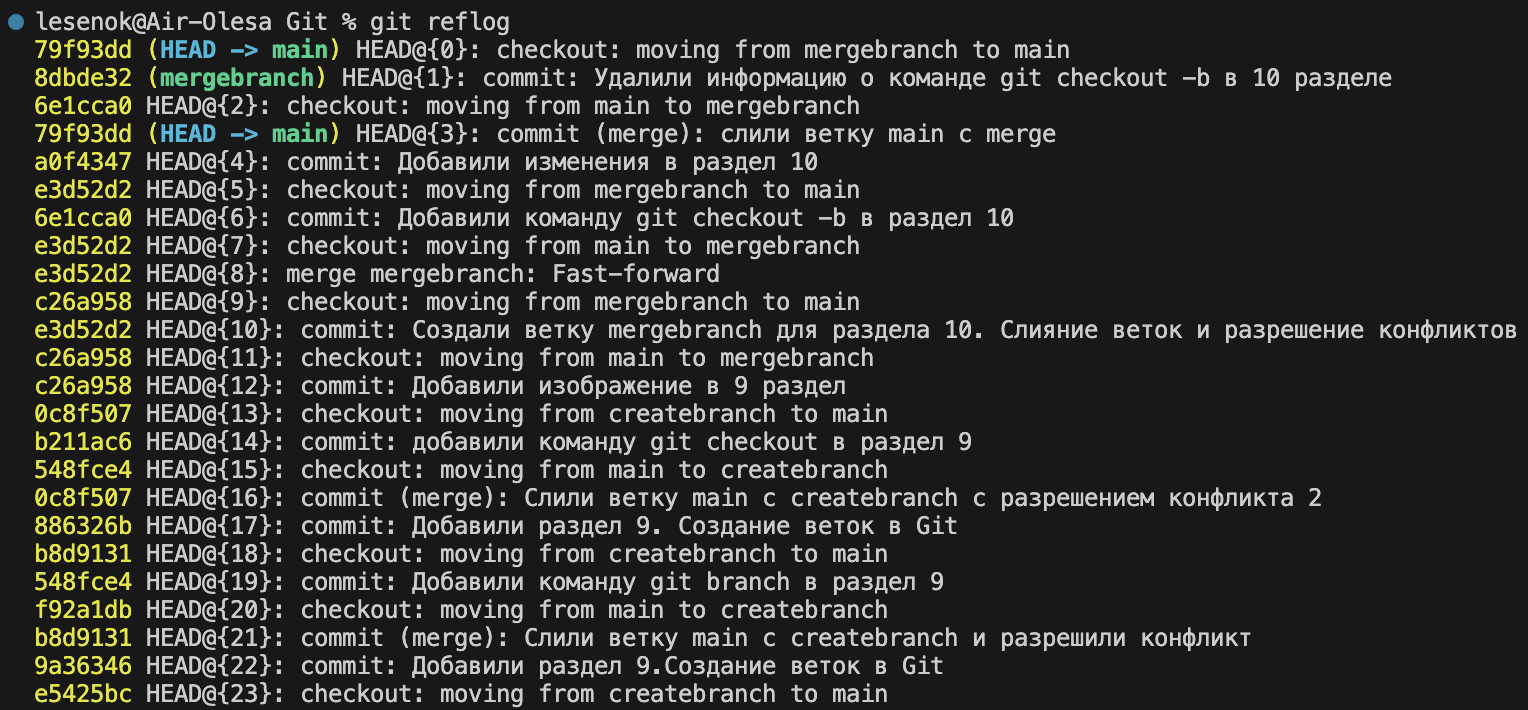 lesenok@Air-Olesa Git % git reflog
79f93dd (HEAD -> main) HEAD@{0}: checkout: moving from mergebranch to main
8dbde32 (mergebranch) HEAD@{1}: commit: Удалили информацию о команде git checkout -b в 10 разделе
6e1cca0 HEAD@{2}: checkout: moving from main to mergebranch
79f93dd (HEAD -> main) HEAD@{3}: commit (merge): слили ветку main с merge
a0f4347 HEAD@{4}: commit: Добавили изменения в раздел 10
e3d52d2 HEAD@{5}: checkout: moving from mergebranch to main
6e1cca0 HEAD@{6}: commit: Добавили команду git checkout -b в раздел 10
e3d52d2 HEAD@{7}: checkout: moving from main to mergebranch
e3d52d2 HEAD@{8}: merge mergebranch: Fast-forward
c26a958 HEAD@{9}: checkout: moving from mergebranch to main
e3d52d2 HEAD@{10}: commit: Создали ветку mergebranch для раздела 10. Слияние веток и разрешение конфликтов
c26a958 HEAD@{11}: checkout: moving from main to mergebranch
c26a958 HEAD@{12}: commit: Добавили изображение в 9 раздел
0c8f507 HEAD@{13}: checkout: moving from createbranch to main
b211ac6 HEAD@{14}: commit: добавили команду git checkout в раздел 9
548fce4 HEAD@{15}: checkout: moving from main to createbranch
0c8f507 HEAD@{16}: commit (merge): Слили ветку main с createbranch с разрешением конфликта 2
886326b HEAD@{17}: commit: Добавили раздел 9. Создание веток в Git
b8d9131 HEAD@{18}: checkout: moving from createbranch to main
548fce4 HEAD@{19}: commit: Добавили команду git branch в раздел 9
f92a1db HEAD@{20}: checkout: moving from main to createbranch
b8d9131 HEAD@{21}: commit (merge): Слили ветку main с createbranch и разрешили конфликт
9a36346 HEAD@{22}: commit: Добавили раздел 9.Создание веток в Git
e5425bc HEAD@{23}: checkout: moving from createbranch to main